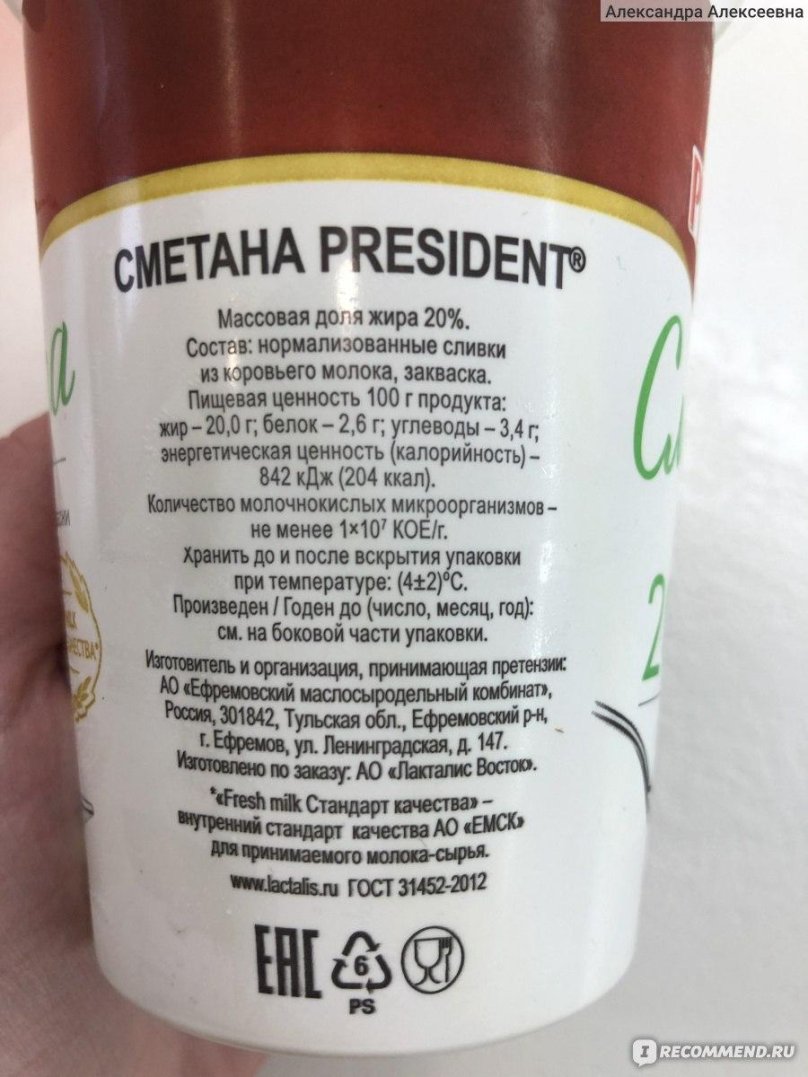 Александра Алексеевна
СМЕТАНА PRESIDENT®
Массовая доля жира 20%.
Состав: нормализованные сливки
из коровьего молока, закваска.
Пищевая ценность 100 г продукта:
жир – 20,0 г; белок – 2,6 г; углеводы – 3,4 г;
энергетическая ценность (калорийность) –
842 кДж (204 ккал).
Количество молочнокислых микроорганизмов –
не менее 1×10⁷ КОЕ/г.
Хранить до и после вскрытия упаковки
при температуре: (4±2)ºС.
Произведен / Годен до (число, месяц, год):
см. на боковой части упаковки.
Изготовитель и организация, принимающая претензии:
АО «Ефремовский маслосыродельный комбинат»,
Россия, 301842, Тульская обл., Ефремовский р-н,
г. Ефремов, ул. Ленинградская, д. 147.
Изготовлено по заказу: АО «Лакталис Восток».
*«Fresh milk Стандарт качества» –
внутренний стандарт качества АО «ЕМСК»
для принимаемого молока-сырья.
www.lactalis.ru ГОСТ 31452-2012
EAC 6
PS
а
См
2
P
IRECOMMEND.RU